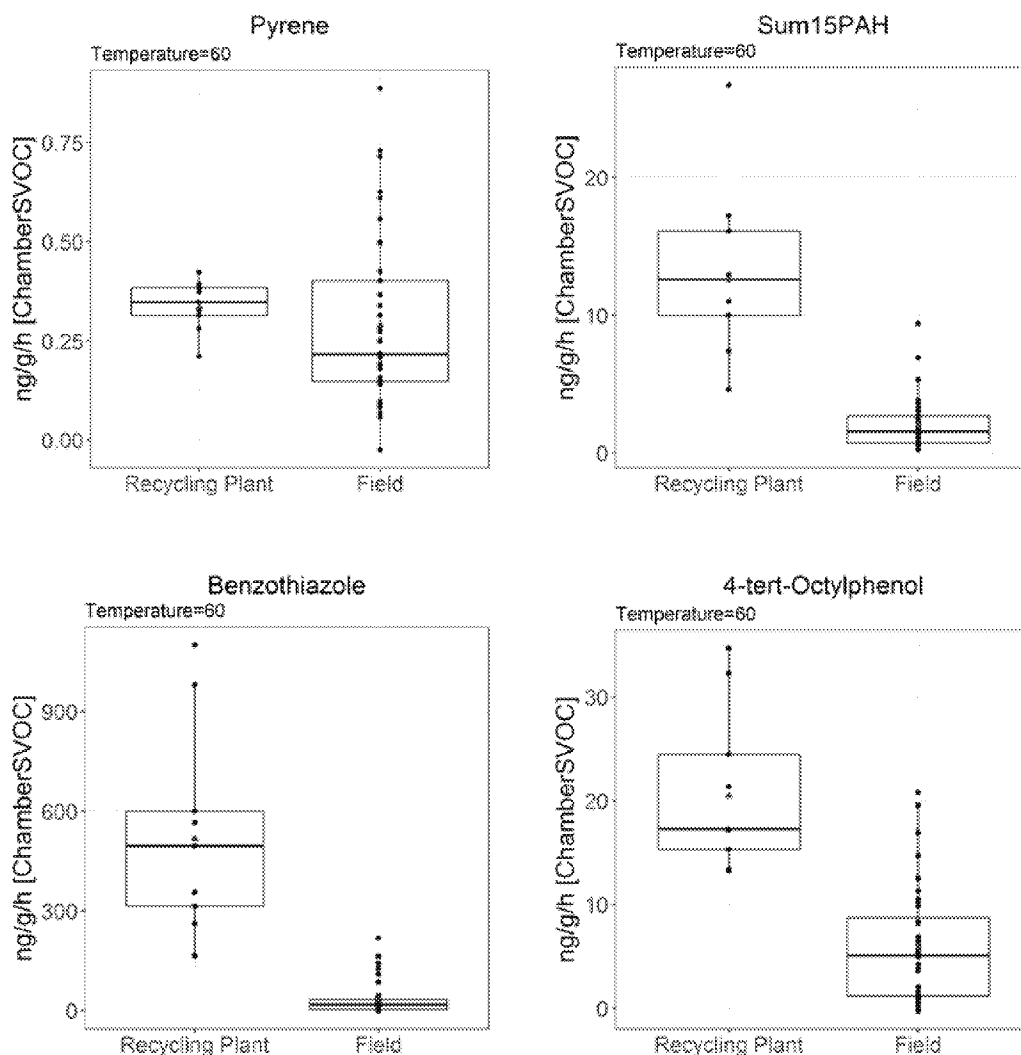 Pyrene
Temperature=60
ng/g/h [ChamberSVOC]
0.75
0.50
0.25
0.00
Recycling Plant
Field
Sum15PAH
Temperature=60
ng/g/h [ChamberSVOC]
20
10
0
Recycling Plant
Field
Benzothiazole
Temperature=60
ng/g/h [ChamberSVOC]
900
600
300
0
Recycling Plant
Field
4-tert-Octylphenol
Temperature=60
ng/g/h [ChamberSVOC]
30
20
10
0
Recycling Plant
Field